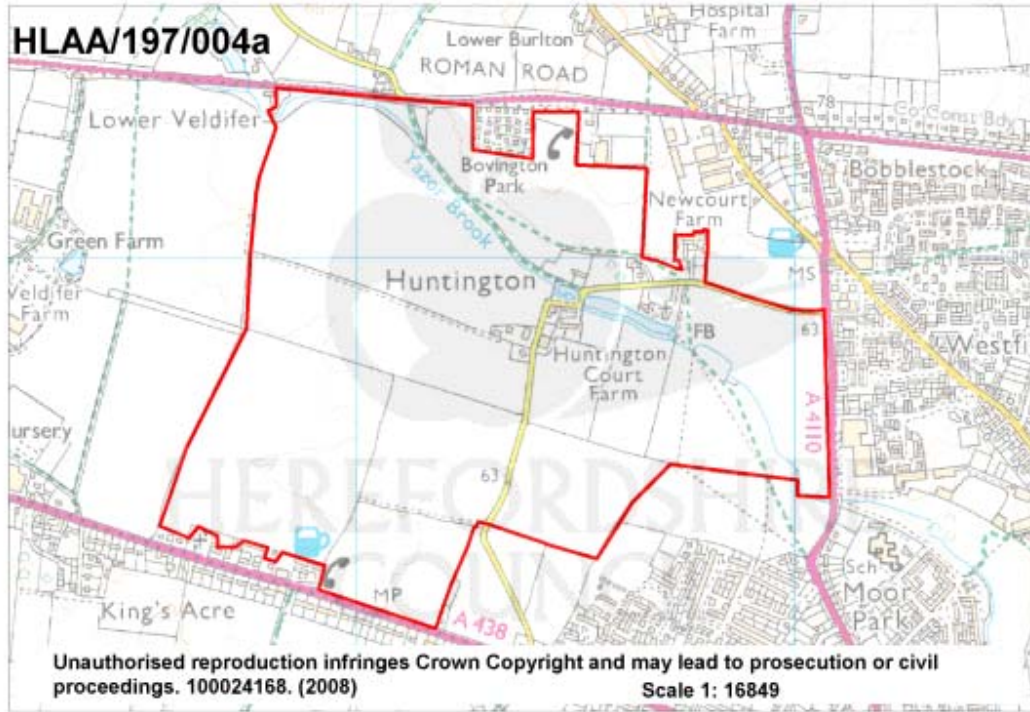 HLAA/197/004a
Hospital
Farm
Lower Burlton
ROMAN ROAD
Lower Veldifer
78
Co Const Bdy
Bovington
Park
Bobblestock
Yazor Brook
Newcourt
Farm
Green Farm
Veldifer
Farm
Huntington
MS
63
FB
Westfi
Huntington
Court
Farm
A 4110
ursery
HEREFORDSHIRE
COUNCIL
63
Sch
Moor
Park
King's Acre
MP
A 438
Unauthorised reproduction infringes Crown Copyright and may lead to prosecution or civil
proceedings. 100024168. (2008)
Scale 1: 16849